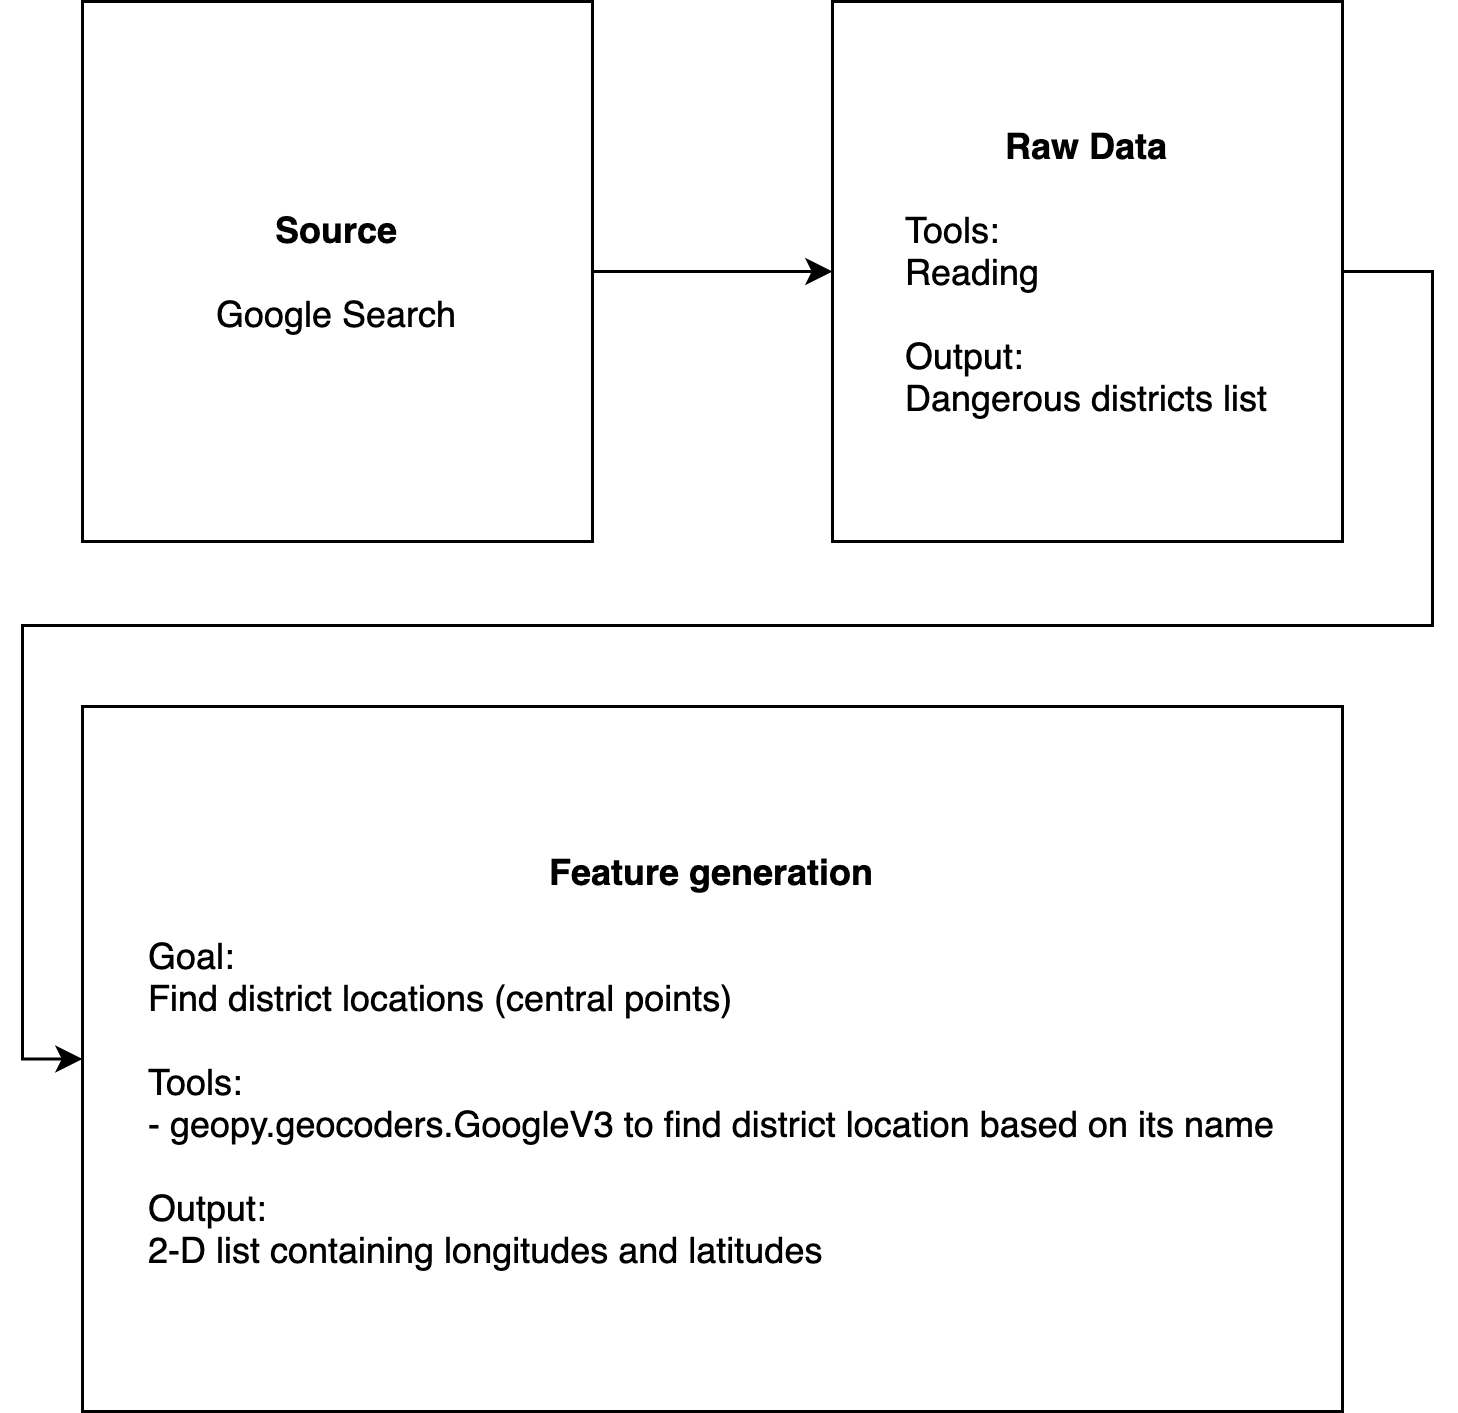 Source
Google Search
Raw Data
Tools:
Reading
Output:
Dangerous districts list
Feature generation
Goal:
Find district locations (central points)
Tools:
- geopy.geocoders.GoogleV3 to find district location based on its name
Output:
2-D list containing longitudes and latitudes